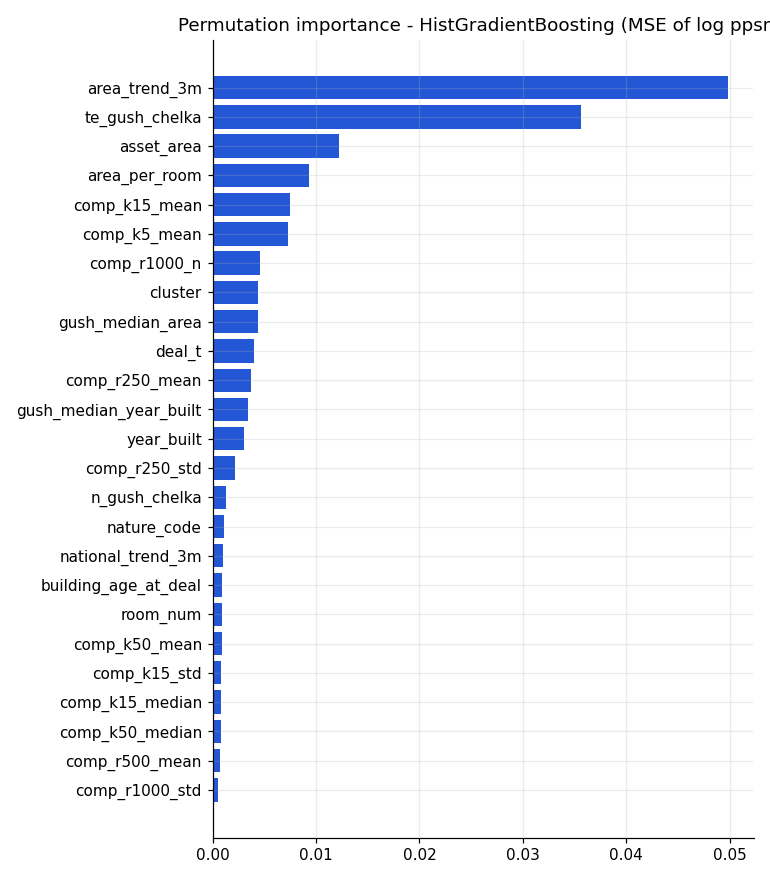 Permutation importance - HistGradientBoosting (MSE of log ppsm
area_trend_3m
te_gush_chelka
asset_area
area_per_room
comp_k15_mean
comp_k5_mean
comp_r1000_n
cluster
gush_median_area
deal_t
comp_r250_mean
gush_median_year_built
year_built
comp_r250_std
n_gush_chelka
nature_code
national_trend_3m
building_age_at_deal
room_num
comp_k50_mean
comp_k15_std
comp_k15_median
comp_k50_median
comp_r500_mean
comp_r1000_std
0.00 0.01 0.02 0.03 0.04 0.05